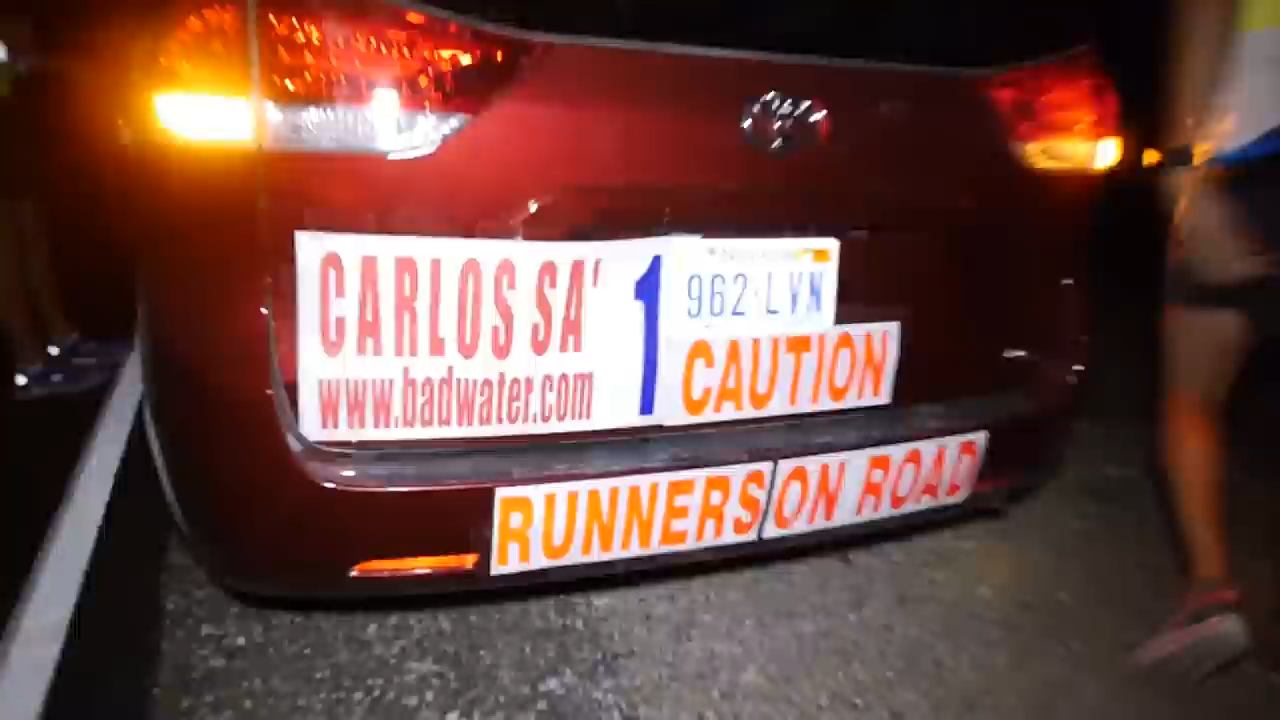 CARLOS SA'
www.badwater.com
1
962 LVN
CAUTION
RUNNERS ON ROAD